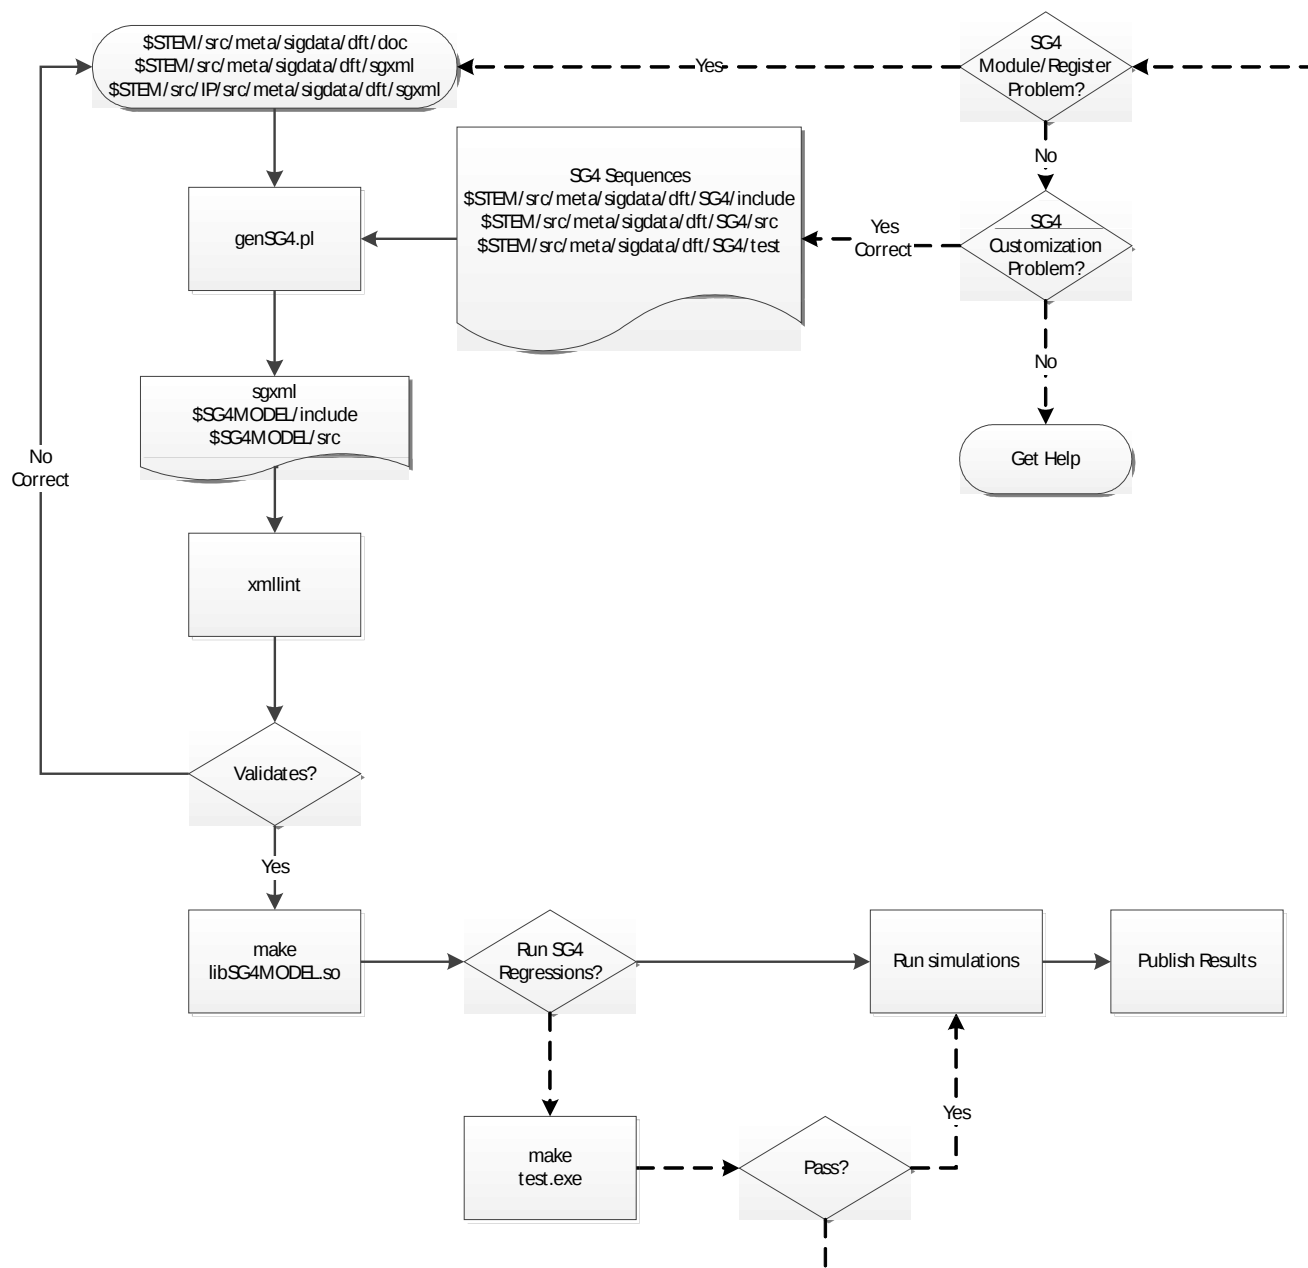 $STEM/src/meta/sigdata/dft/doc
$STEM/src/meta/sigdata/dft/sgxml
$STEM/src/IP/src/meta/sigdata/dft/sgxml
Yes
SG4
Module/Register
Problem?
No
SG4 Sequences
$STEM/src/meta/sigdata/dft/SG4/include
$STEM/src/meta/sigdata/dft/SG4/src
$STEM/src/meta/sigdata/dft/SG4/test
genSG4.pl
Yes
Correct
SG4
Customization
Problem?
No
Get Help
sgxml
$SG4MODEL/include
$SG4MODEL/src
No
Correct
xmllint
Validates?
Yes
make
libSG4MODEL.so
Run SG4
Regressions?
Run simulations
Publish Results
make
test.exe
Pass?
Yes